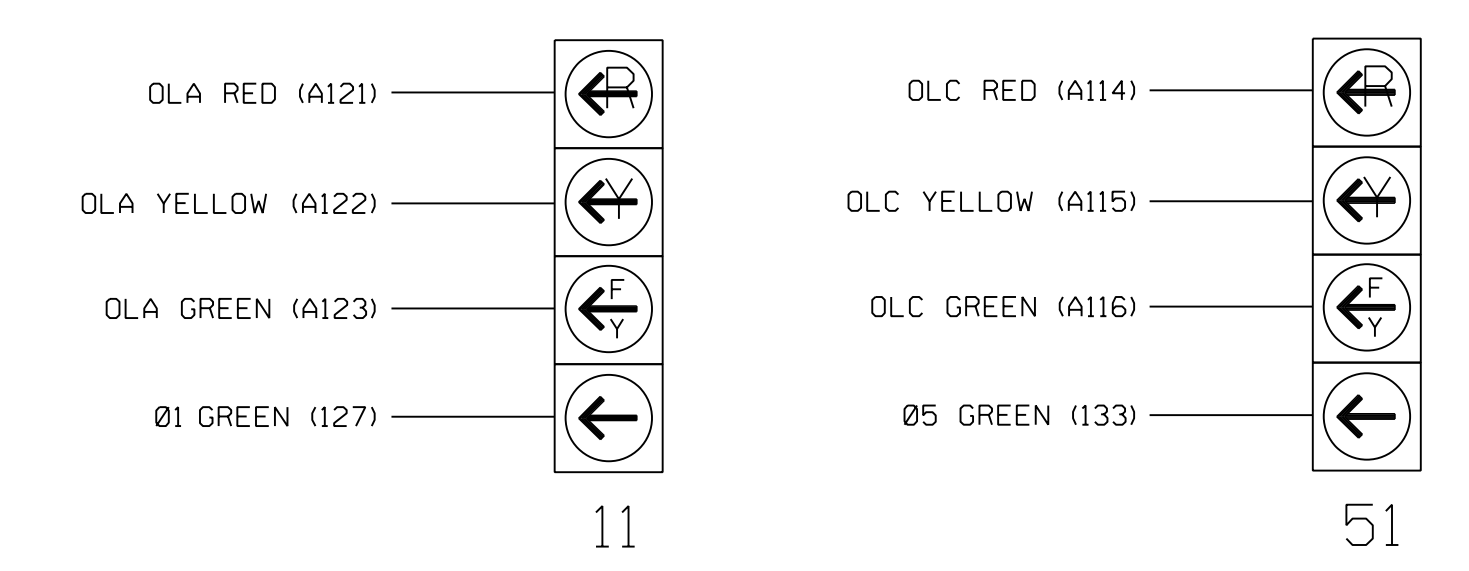 OLA RED (A121)
R
OLA YELLOW (A122)
Y
OLA GREEN (A123)
F
Y
Ø1 GREEN (127)
11
OLC RED (A114)
R
OLC YELLOW (A115)
Y
OLC GREEN (A116)
F
Y
Ø5 GREEN (133)
51